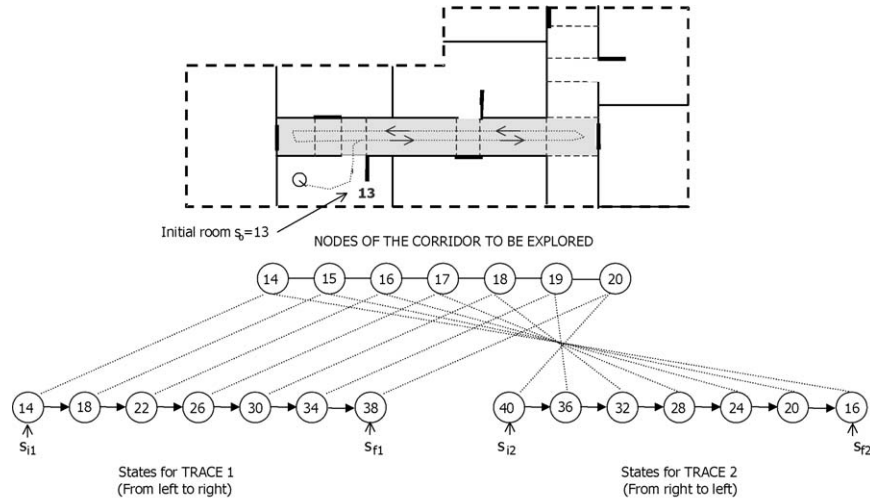 13
Initial room s₀=13
NODES OF THE CORRIDOR TO BE EXPLORED
14 15 16 17 18 19 20
14 18 22 26 30 34 38
40 36 32 28 24 20 16
Si1 Sf1 Si2 Sf2
States for TRACE 1
(From left to right)
States for TRACE 2
(From right to left)